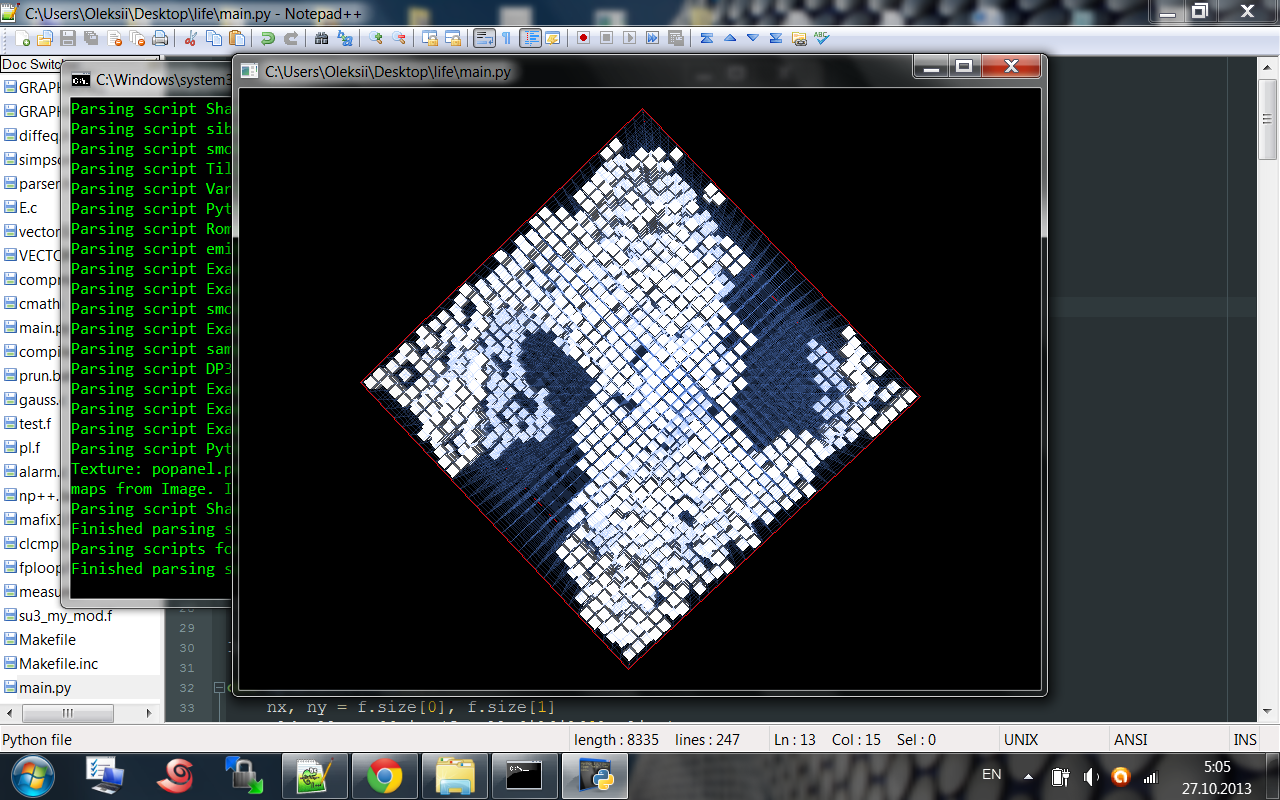 C:\Users\Oleksii\Desktop\life\main.py - Notepad++
Doc Switc
GRAPH
GRAPH
diffeq
simpso
parser
E.c
vector
VECTO
compr
cmath
main.p
compi
prun.b
gauss.
test.f
pl.f
alarm.
np++.
mafix1
clcmp
fploop
measu
su3_my_mod.f
Makefile
Makefile.inc
main.py
C:\Windows\system3
Parsing script Sha
Parsing script sib
Parsing script smo
Parsing script Til
Parsing script Var
Parsing script Pyt
Parsing script Rom
Parsing script emi
Parsing script Exa
Parsing script Exa
Parsing script smo
Parsing script Exa
Parsing script sam
Parsing script DP3
Parsing script Exa
Parsing script Exa
Parsing script Exa
Parsing script Pyt
Texture: popanel.p
maps from Image. I
Parsing script Sha
Finished parsing s
Parsing scripts fo
Finished parsing s
C:\Users\Oleksii\Desktop\life\main.py
29
30
31
32
33 nx, ny = f.size[0], f.size[1]
Python file length : 8335 lines : 247 Ln : 13 Col : 15 Sel : 0 UNIX ANSI INS
EN
5:05
27.10.2013